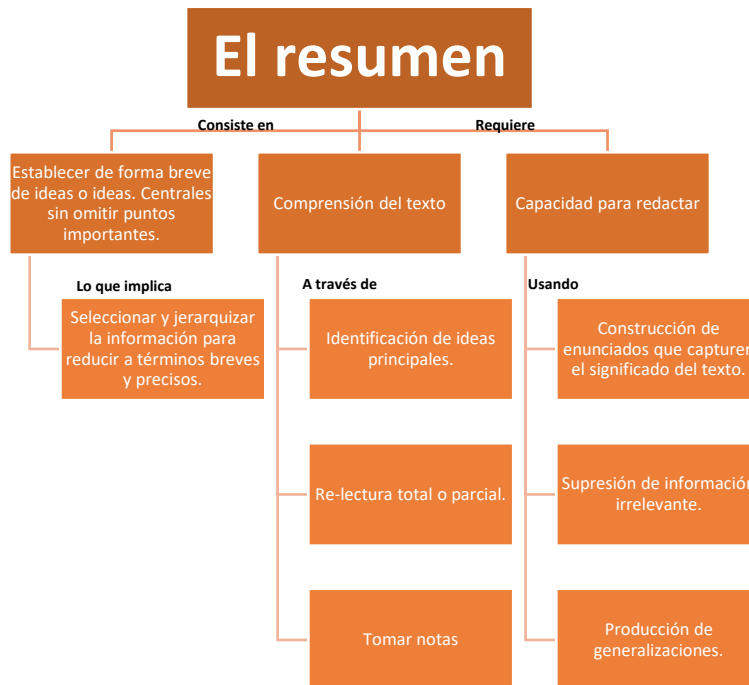 El resumen
Consiste en
Requiere
Establecer de forma breve
de ideas o ideas. Centrales
sin omitir puntos
importantes.
Comprensión del texto
Capacidad para redactar
Lo que implica
A través de
Usando
Seleccionar y jerarquizar
la información para
reducir a términos breves
y precisos.
Identificación de ideas
principales.
Construcción de
enunciados que capturen
el significado del texto.
Re-lectura total o parcial.
Supresión de información
irrelevante.
Tomar notas
Producción de
generalizaciones.